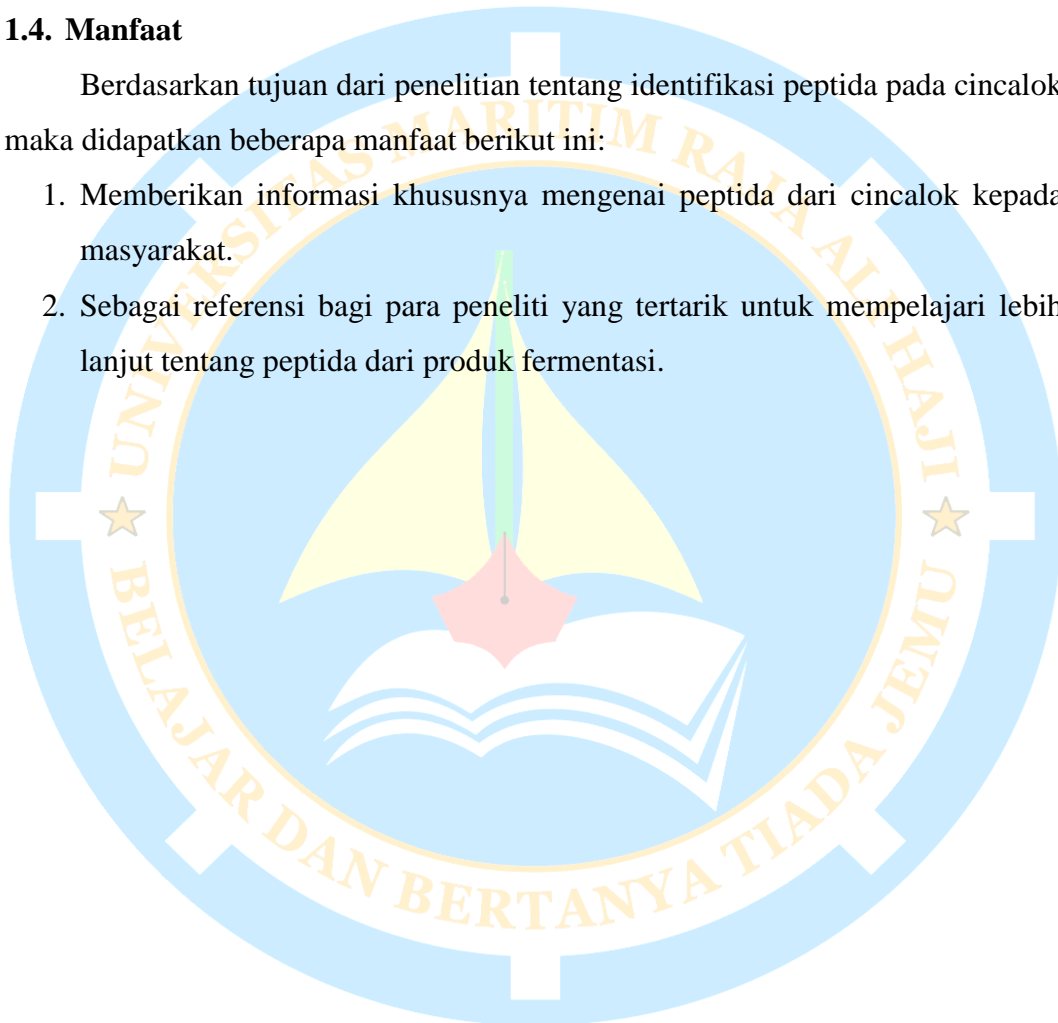 1.4. Manfaat
Berdasarkan tujuan dari penelitian tentang identifikasi peptida pada cincalok
maka didapatkan beberapa manfaat berikut ini:
1. Memberikan informasi khususnya mengenai peptida dari cincalok kepada
masyarakat.
2. Sebagai referensi bagi para peneliti yang tertarik untuk mempelajari lebih
lanjut tentang peptida dari produk fermentasi.
UNIVERSITAS MARITIM RAJA ALI HAJI
BELAJAR DAN BERTANYA TIADA JEMU